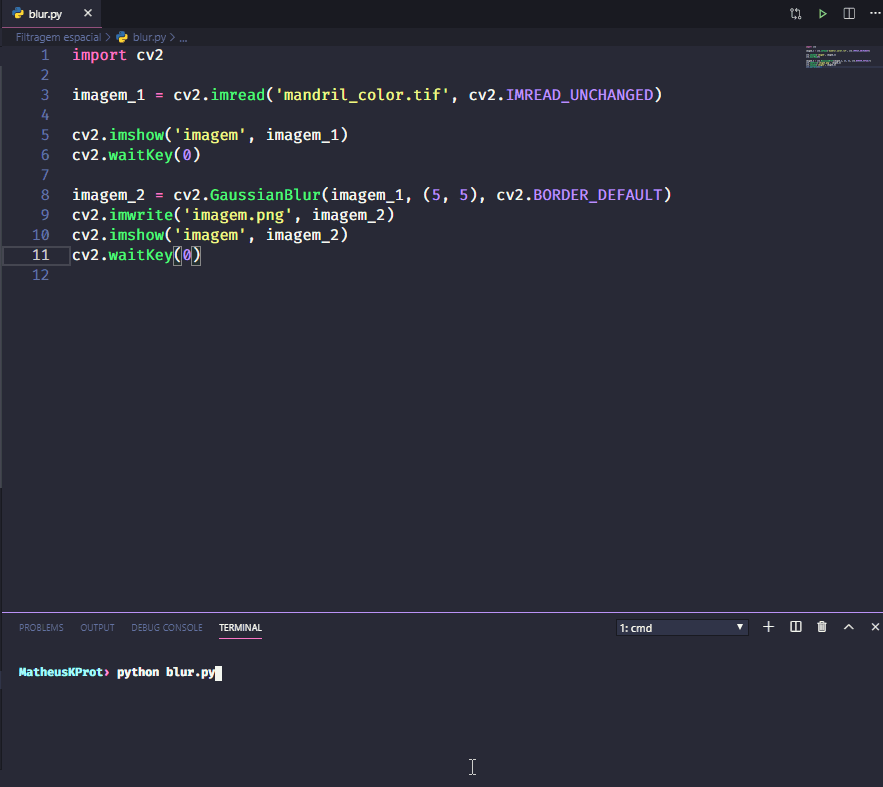 blur.py
Filtragem espacial > blur.py > ...
1 import cv2
2
3 imagem_1 = cv2.imread('mandril_color.tif', cv2.IMREAD_UNCHANGED)
4
5 cv2.imshow('imagem', imagem_1)
6 cv2.waitKey(0)
7
8 imagem_2 = cv2.GaussianBlur(imagem_1, (5, 5), cv2.BORDER_DEFAULT)
9 cv2.imwrite('imagem.png', imagem_2)
10 cv2.imshow('imagem', imagem_2)
11 cv2.waitKey(0)
12
PROBLEMS OUTPUT DEBUG CONSOLE TERMINAL 1: cmd
MatheusKProt› python blur.py